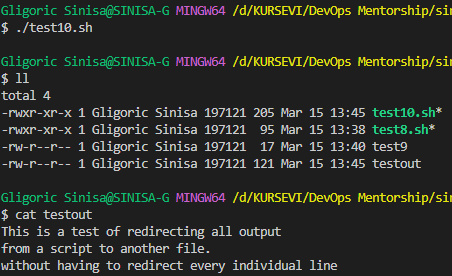 Gligoric Sinisa@SINISA-G MINGW64 /d/KURSEVI/DevOps Mentorship/sin
$ ./test10.sh
Gligoric Sinisa@SINISA-G MINGW64 /d/KURSEVI/DevOps Mentorship/sin
$ ll
total 4
-rwxr-xr-x 1 Gligoric Sinisa 197121 205 Mar 15 13:45 test10.sh*
-rwxr-xr-x 1 Gligoric Sinisa 197121  95 Mar 15 13:38 test8.sh*
-rw-r--r-- 1 Gligoric Sinisa 197121  17 Mar 15 13:40 test9
-rw-r--r-- 1 Gligoric Sinisa 197121 121 Mar 15 13:45 testout
Gligoric Sinisa@SINISA-G MINGW64 /d/KURSEVI/DevOps Mentorship/sin
$ cat testout
This is a test of redirecting all output
from a script to another file.
without having to redirect every individual line